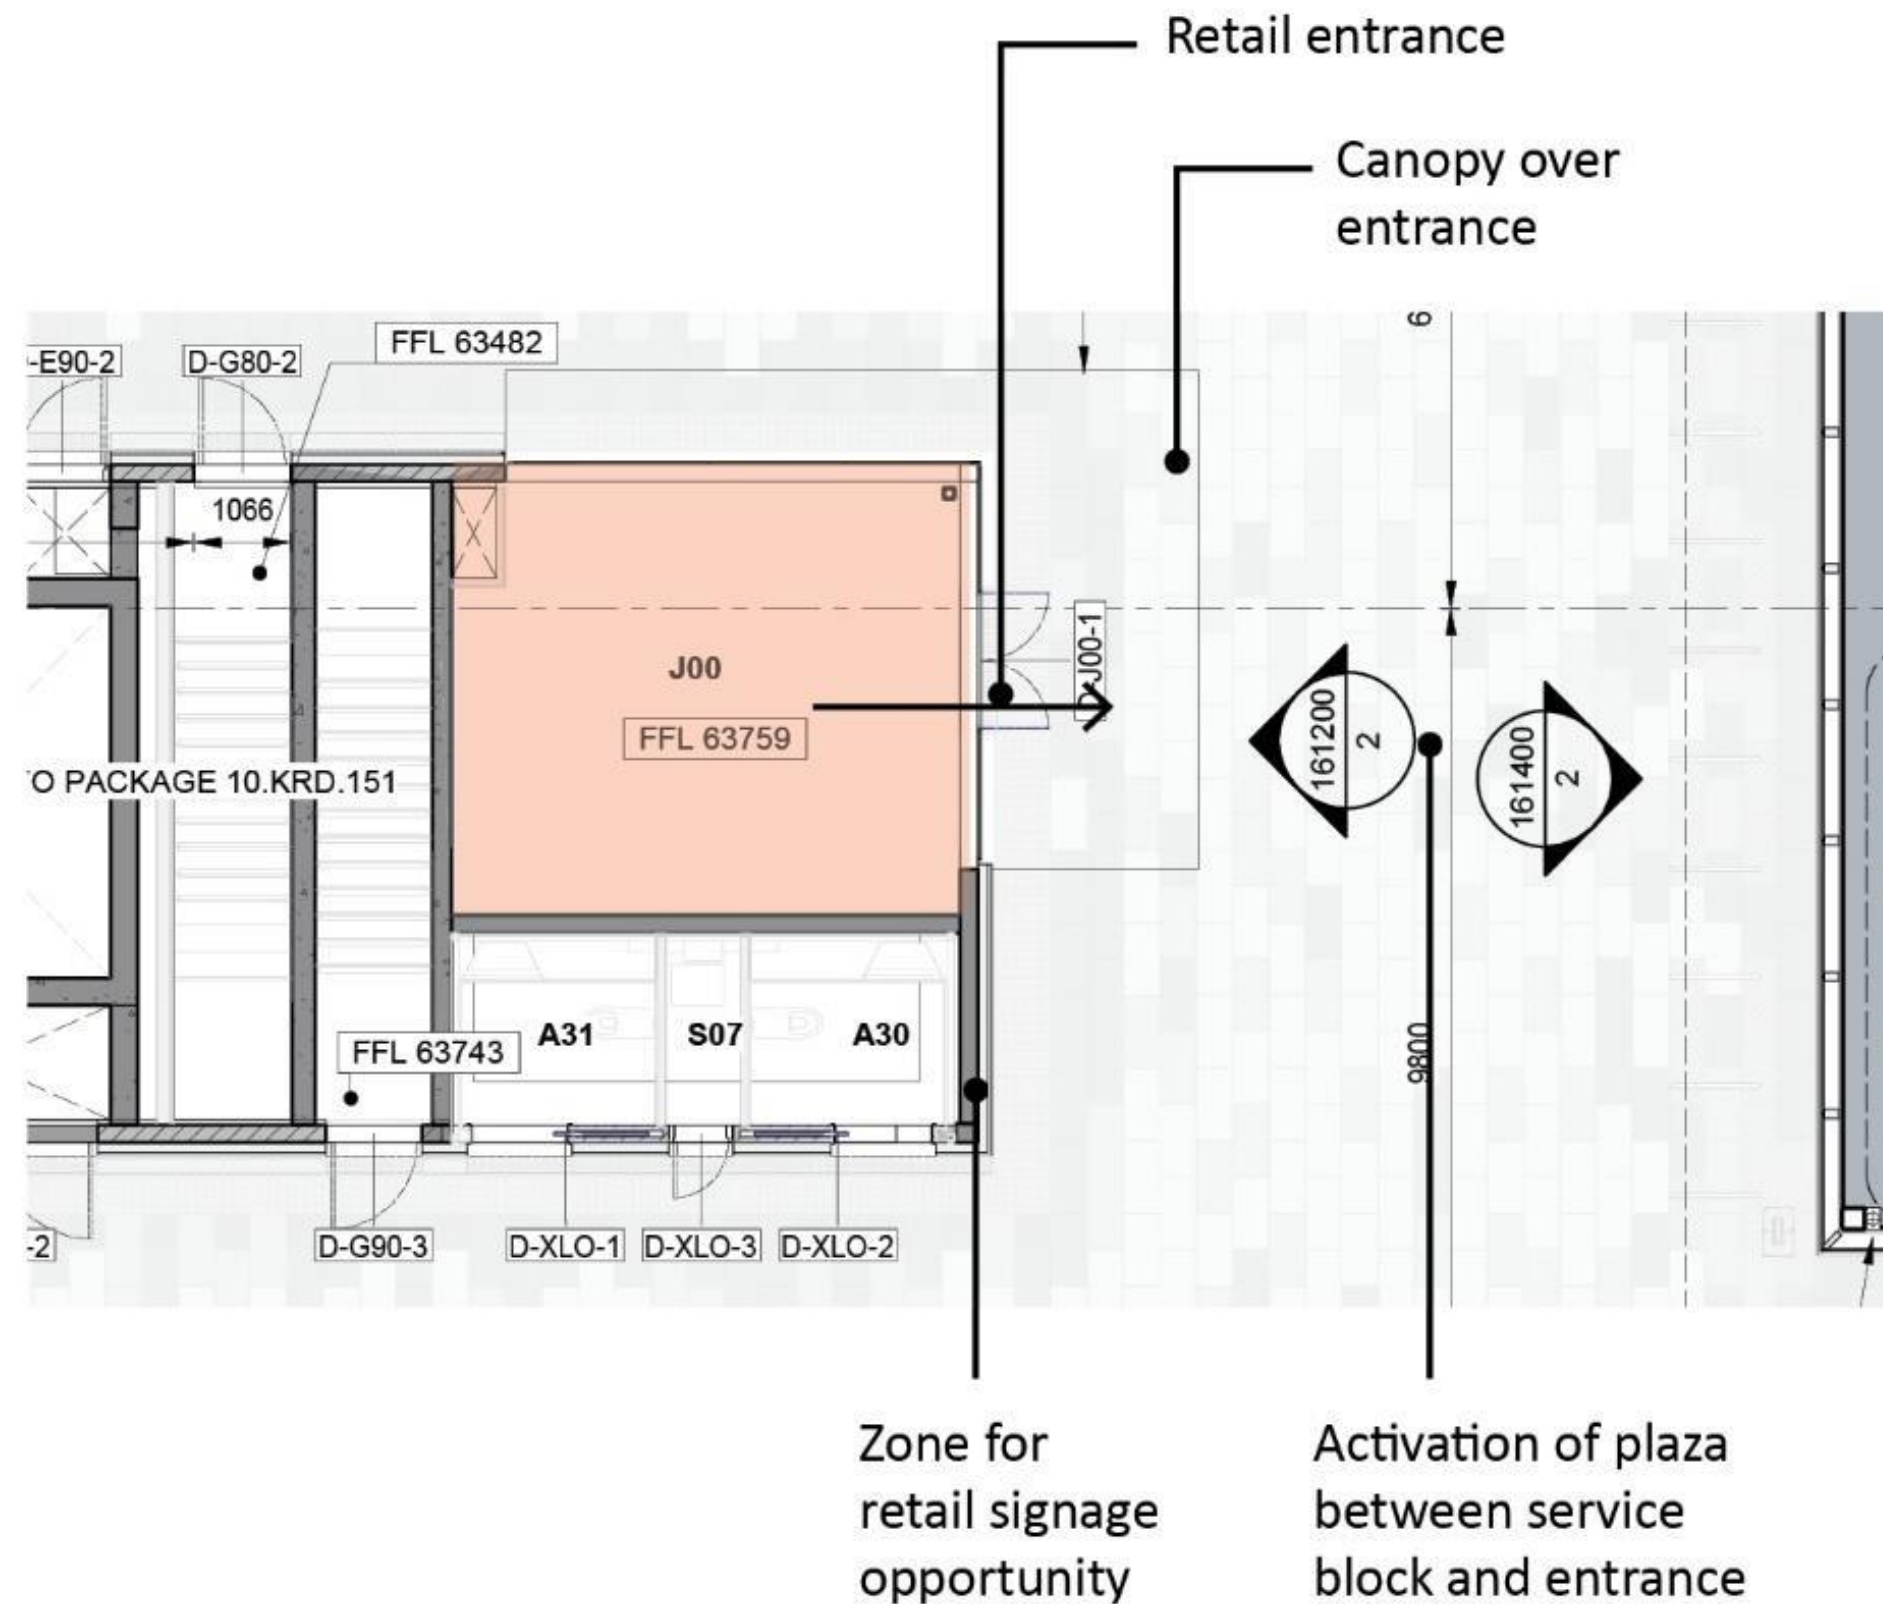 Retail entrance
Canopy over
entrance
FFL 63482
-E90-2
D-G80-2
6
1066
J00
D-J00-1
FFL 63759
161200
2
161400
2
O PACKAGE 10.KRD.151
A31
S07
A30
FFL 63743
9800
-2
D-G90-3
D-XLO-1
D-XLO-3
D-XLO-2
Zone for
retail signage
opportunity
Activation of plaza
between service
block and entrance